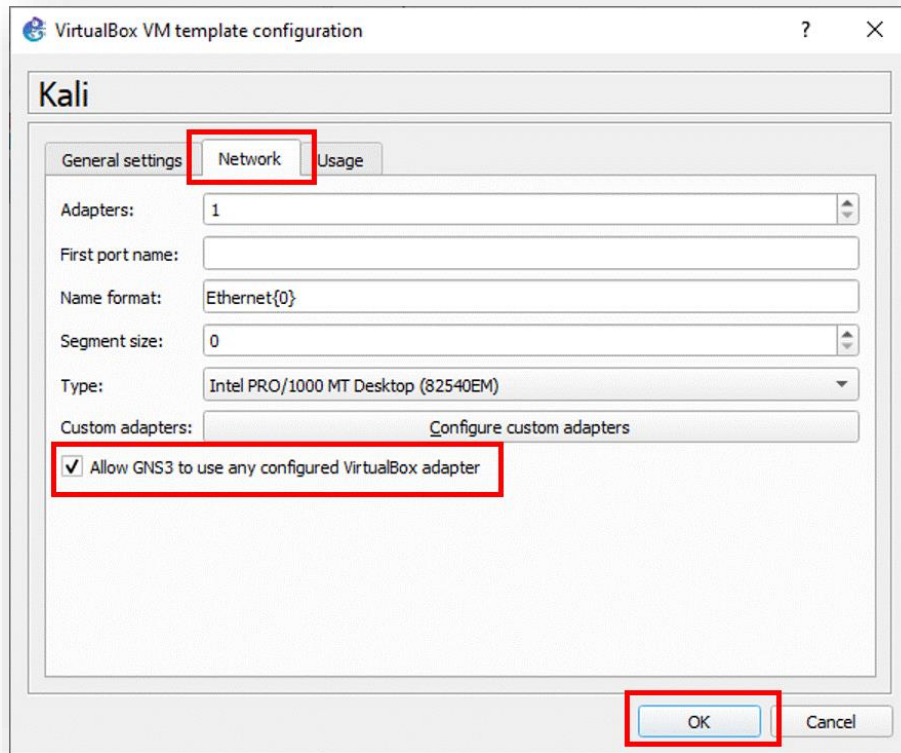 VirtualBox VM template configuration ?
Kali
General settings Network Usage
Adapters: 1
First port name:
Name format: Ethernet{0}
Segment size: 0
Type: Intel PRO/1000 MT Desktop (82540EM)
Custom adapters: Configure custom adapters
Allow GNS3 to use any configured VirtualBox adapter
OK Cancel